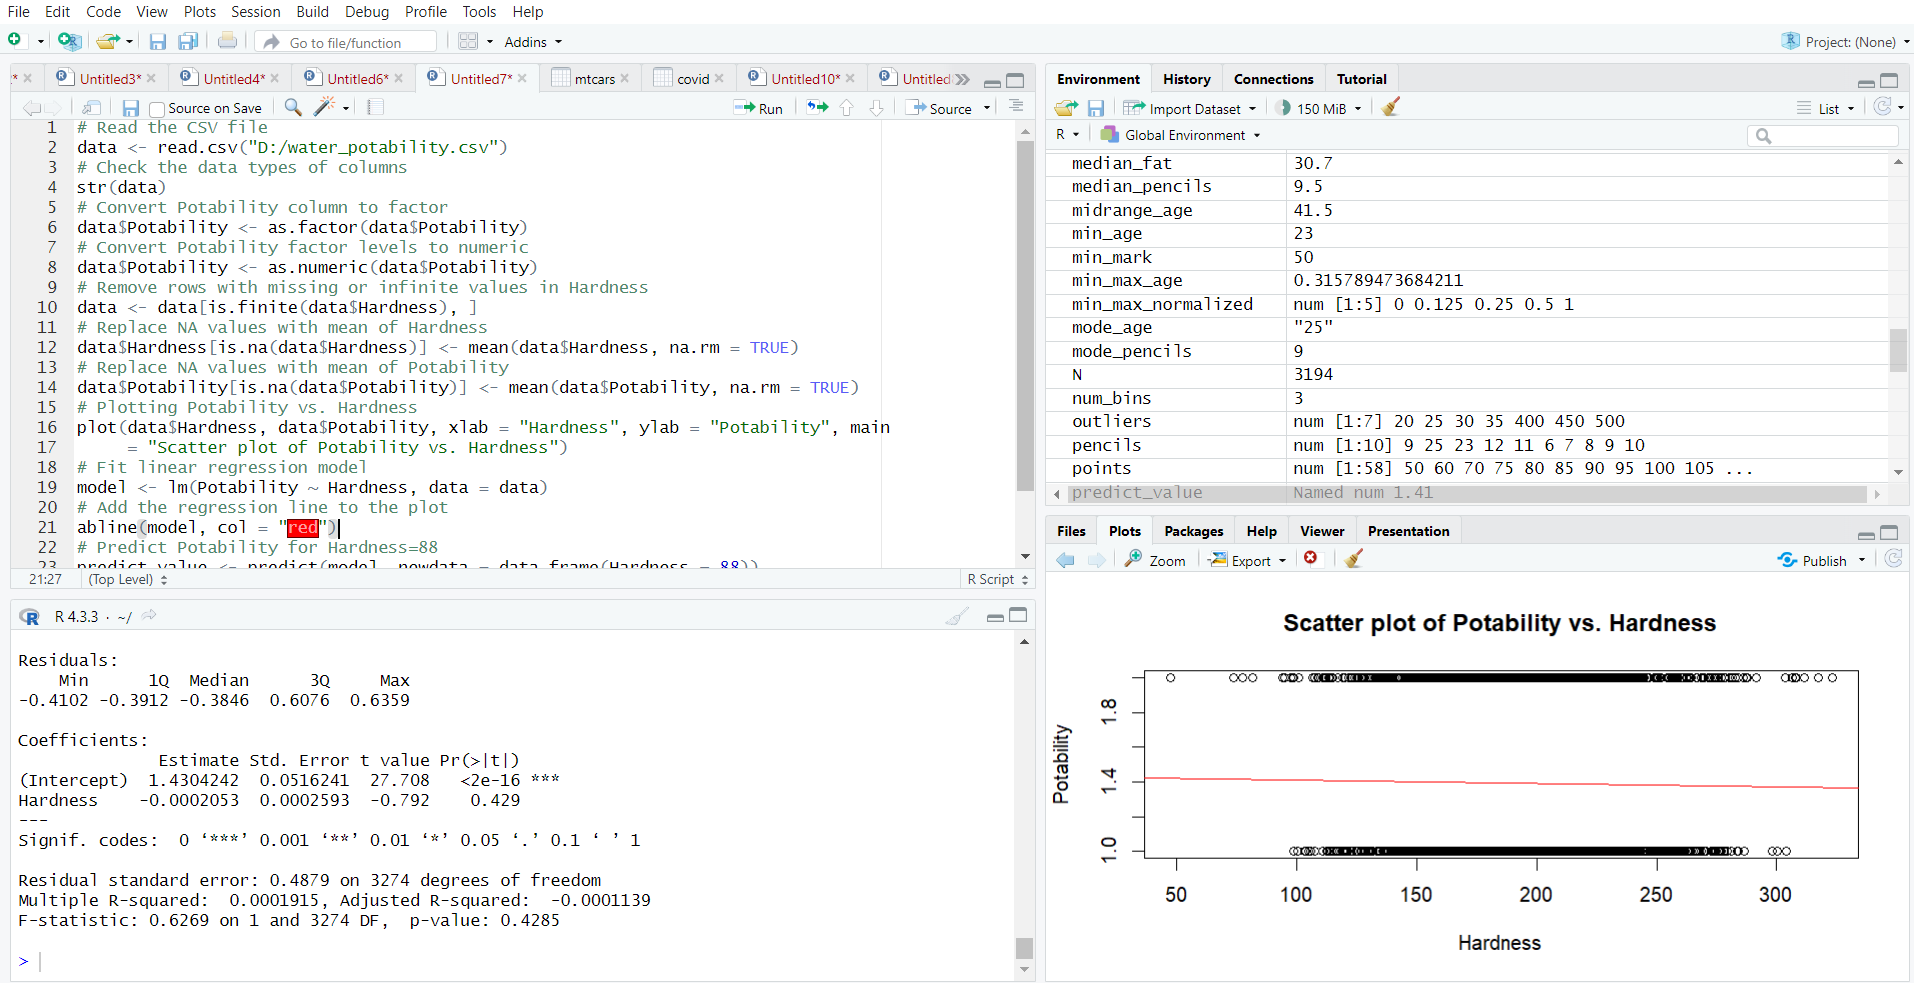 File Edit Code View Plots Session Build Debug Profile Tools Help
Go to file/function Addins Project: (None)
Untitled3* Untitled4* Untitled6* Untitled7* mtcars covid Untitled10* Untitled
Source on Save Run Source
1 # Read the CSV file
2 data <- read.csv("D:/water_potability.csv")
3 # Check the data types of columns
4 str(data)
5 # Convert Potability column to factor
6 data$Potability <- as.factor(data$Potability)
7 # Convert Potability factor levels to numeric
8 data$Potability <- as.numeric(data$Potability)
9 # Remove rows with missing or infinite values in Hardness
10 data <- data[is.finite(data$Hardness), ]
11 # Replace NA values with mean of Hardness
12 data$Hardness[is.na(data$Hardness)] <- mean(data$Hardness, na.rm = TRUE)
13 # Replace NA values with mean of Potability
14 data$Potability[is.na(data$Potability)] <- mean(data$Potability, na.rm = TRUE)
15 # Plotting Potability vs. Hardness
16 plot(data$Hardness, data$Potability, xlab = "Hardness", ylab = "Potability", main
17 = "Scatter plot of Potability vs. Hardness")
18 # Fit linear regression model
19 model <- lm(Potability ~ Hardness, data = data)
20 # Add the regression line to the plot
21 abline(model, col = "red")
22 # Predict Potability for Hardness=88
23 predict_value <- predict(model, newdata = data.frame(Hardness = 88))
21:27 (Top Level) R Script
R 4.3.3 · ~/
Residuals:
Min 1Q Median 3Q Max
-0.4102 -0.3912 -0.3846 0.6076 0.6359
Coefficients:
Estimate Std. Error t value Pr(>|t|)
(Intercept) 1.4304242 0.0516241 27.708 <2e-16 ***
Hardness -0.0002053 0.0002593 -0.792 0.429
---
Signif. codes: 0 ‘***’ 0.001 ‘**’ 0.01 ‘*’ 0.05 ‘.’ 0.1 ‘ ’ 1
Residual standard error: 0.4879 on 3274 degrees of freedom
Multiple R-squared: 0.0001915, Adjusted R-squared: -0.0001139
F-statistic: 0.6269 on 1 and 3274 DF, p-value: 0.4285
>
Environment History Connections Tutorial
Import Dataset 150 MiB List
R Global Environment
median_fat 30.7
median_pencils 9.5
midrange_age 41.5
min_age 23
min_mark 50
min_max_age 0.315789473684211
min_max_normalized num [1:5] 0 0.125 0.25 0.5 1
mode_age "25"
mode_pencils 9
N 3194
num_bins 3
outliers num [1:7] 20 25 30 35 400 450 500
pencils num [1:10] 9 25 23 12 11 6 7 8 9 10
points num [1:58] 50 60 70 75 80 85 90 95 100 105 ...
predict_value Named num 1.41
Files Plots Packages Help Viewer Presentation
Zoom Export Publish
Scatter plot of Potability vs. Hardness
Potability
1.8
1.4
1.0
50 100 150 200 250 300
Hardness